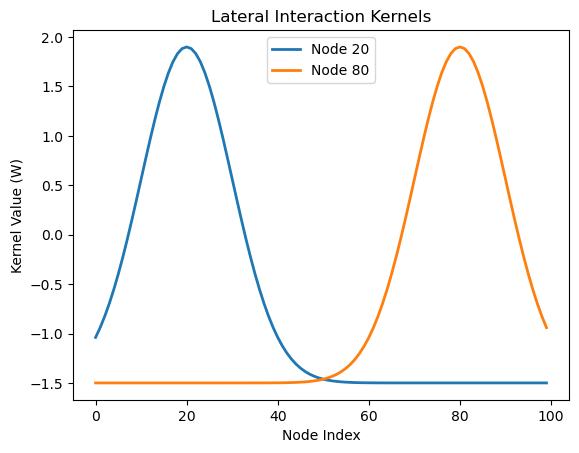 Lateral Interaction Kernels
Node 20
Node 80
Kernel Value (W)
2.0
1.5
1.0
0.5
0.0
−0.5
−1.0
−1.5
0 20 40 60 80 100
Node Index